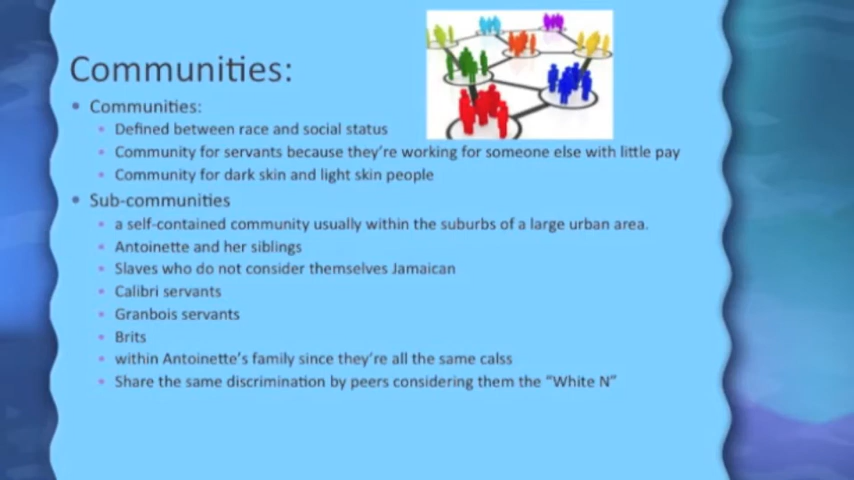 Communities:
Communities:
Defined between race and social status
Community for servants because they're working for someone else with little pay
Community for dark skin and light skin people
Sub-communities
a self-contained community usually within the suburbs of a large urban area.
Antoinette and her siblings
Slaves who do not consider themselves Jamaican
Calibri servants
Granbois servants
Brits
within Antoinette's family since they're all the same calss
Share the same discrimination by peers considering them the "White N"